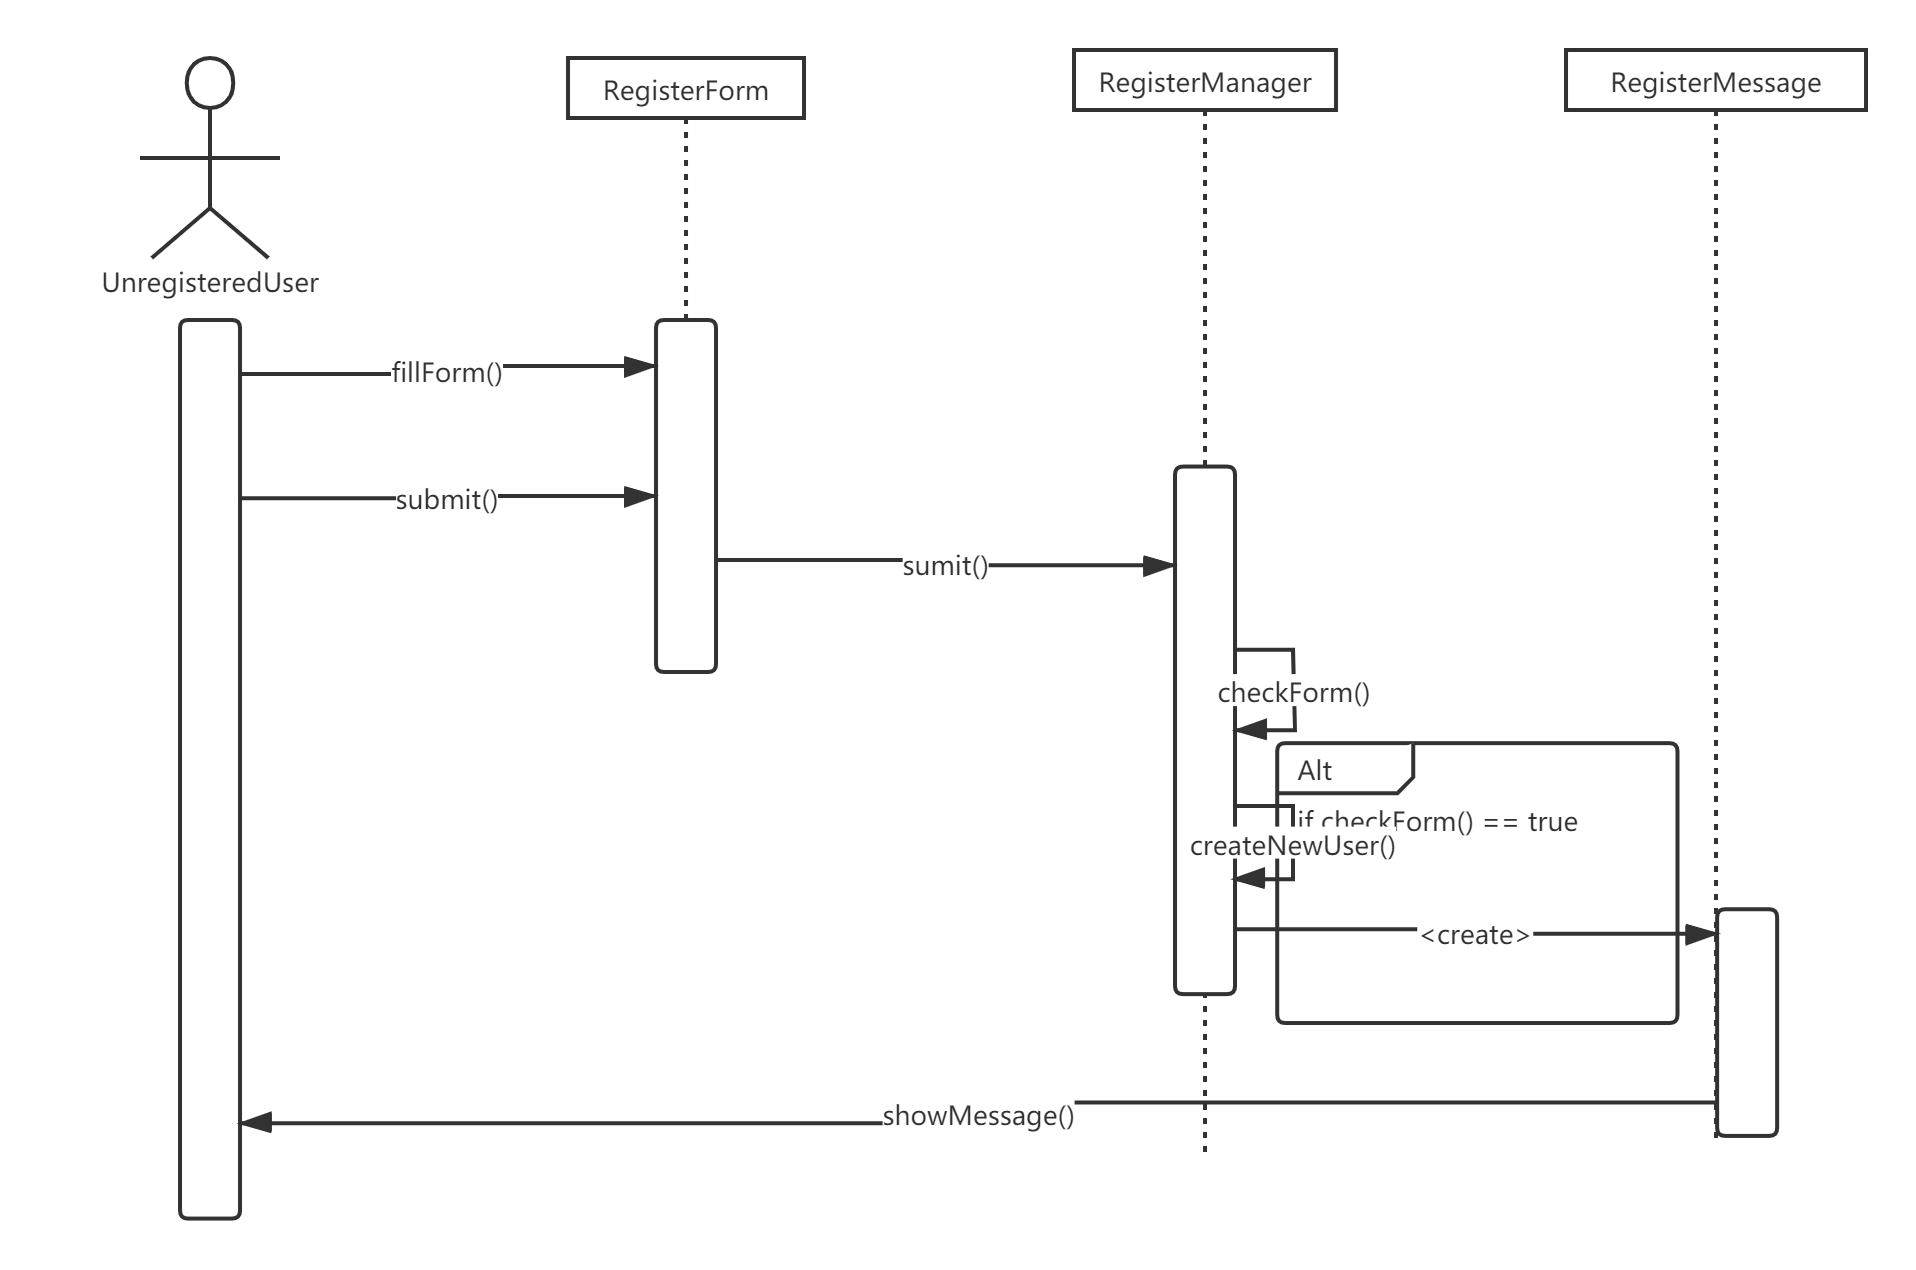 RegisterForm
RegisterManager
RegisterMessage
UnregisteredUser
fillForm()
submit()
sumit()
checkForm()
Alt
if checkForm() == true
createNewUser()
<create>
showMessage()